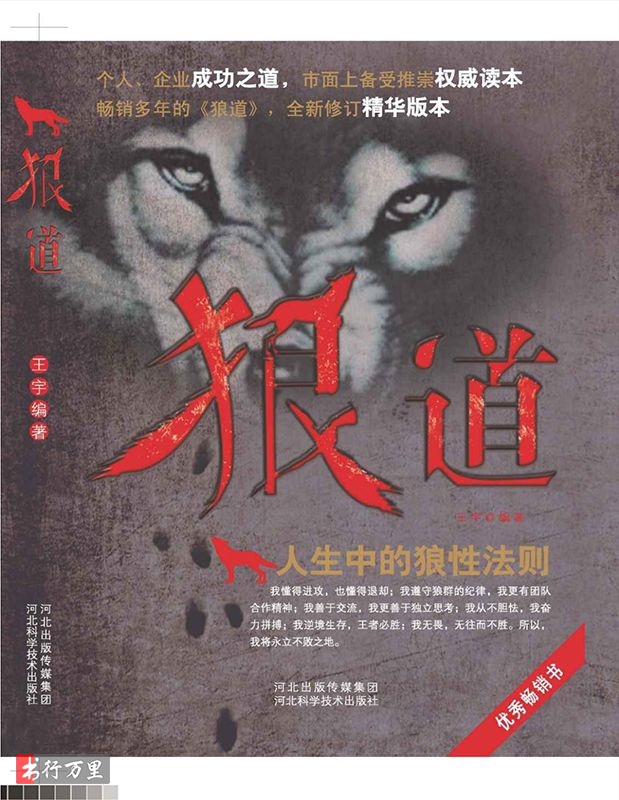 个人、企业成功之道，市面上备受推崇权威读本
畅销多年的《狼道》，全新修订精华版本
狼道
王宇编著
河北出版传媒集团
河北科学技术出版社
狼道
王宇◎编著
人生中的狼性法则
我懂得进攻，也懂得退却；我遵守狼群的纪律，我更有团队
合作精神；我善于交流，我更善于独立思考；我从不胆怯，我奋
力拼搏；我逆境生存，王者必胜；我无畏，无往而不胜。所以，
我将永立不败之地。
河北出版传媒集团
河北科学技术出版社
优秀畅销书
书行万里